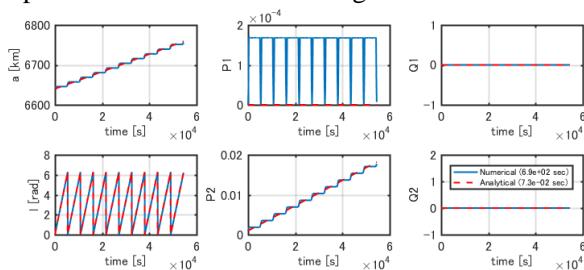 6800
6700
6600
a [km]
0 2 4 6
time [s] ×10⁴
×10⁻⁴
2
1
0
P1
0 2 4 6
time [s] ×10⁴
1
0
-1
Q1
0 2 4 6
time [s] ×10⁴
8
6
4
2
0
l [rad]
0 2 4 6
time [s] ×10⁴
0.02
0.01
0
P2
0 2 4 6
time [s] ×10⁴
2
1
0
-1
Q2
Numerical (6.9e+02 sec)
Analytical (7.3e-02 sec)
0 2 4 6
time [s] ×10⁴